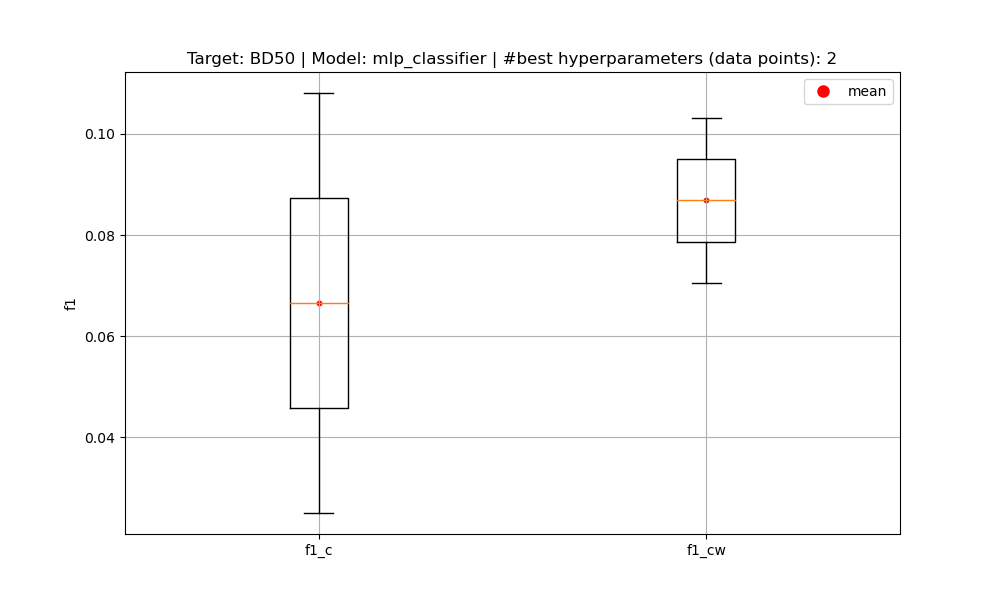 Target: BD50 | Model: mlp_classifier | #best hyperparameters (data points): 2
mean
0.10
0.08
0.06
0.04
f1
f1_c
f1_cw